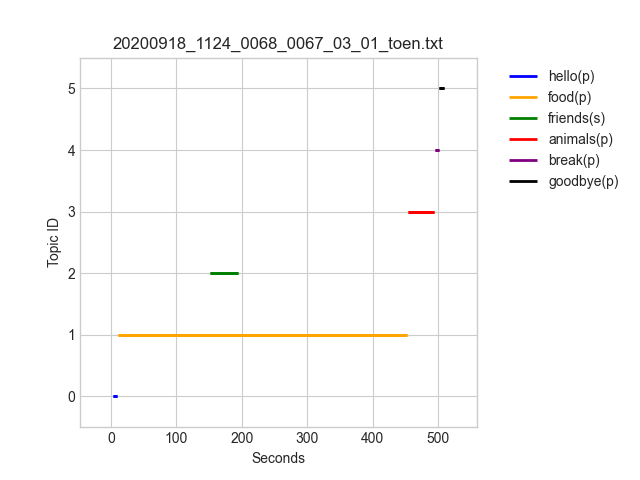 20200918_1124_0068_0067_03_01_toen.txt
hello(p)
food(p)
friends(s)
animals(p)
break(p)
goodbye(p)
Topic ID
5
4
3
2
1
0
0 100 200 300 400 500
Seconds